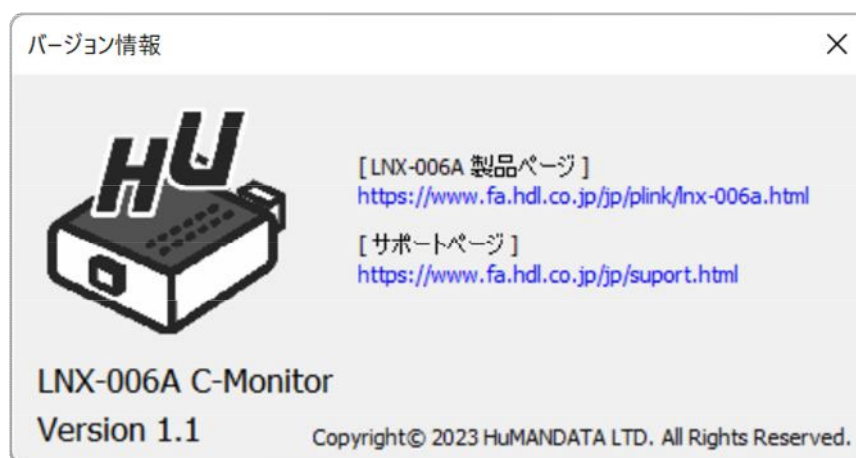 バージョン情報
HU
[ LNX-006A 製品ページ ]
https://www.fa.hdl.co.jp/jp/plink/lnx-006a.html
[ サポートページ ]
https://www.fa.hdl.co.jp/jp/suport.html
LNX-006A C-Monitor
Version 1.1
Copyright© 2023 HuMANDATA LTD. All Rights Reserved.